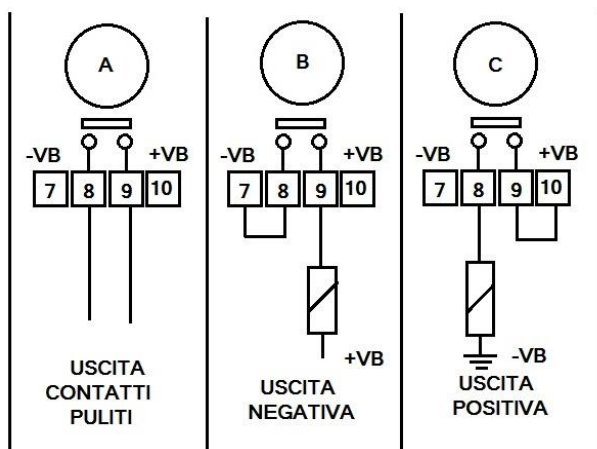 A
-VB +VB
7 8 9 10
USCITA
CONTATTI
PULITI
B
-VB +VB
7 8 9 10
+VB
USCITA
NEGATIVA
C
-VB +VB
7 8 9 10
-VB
USCITA
POSITIVA